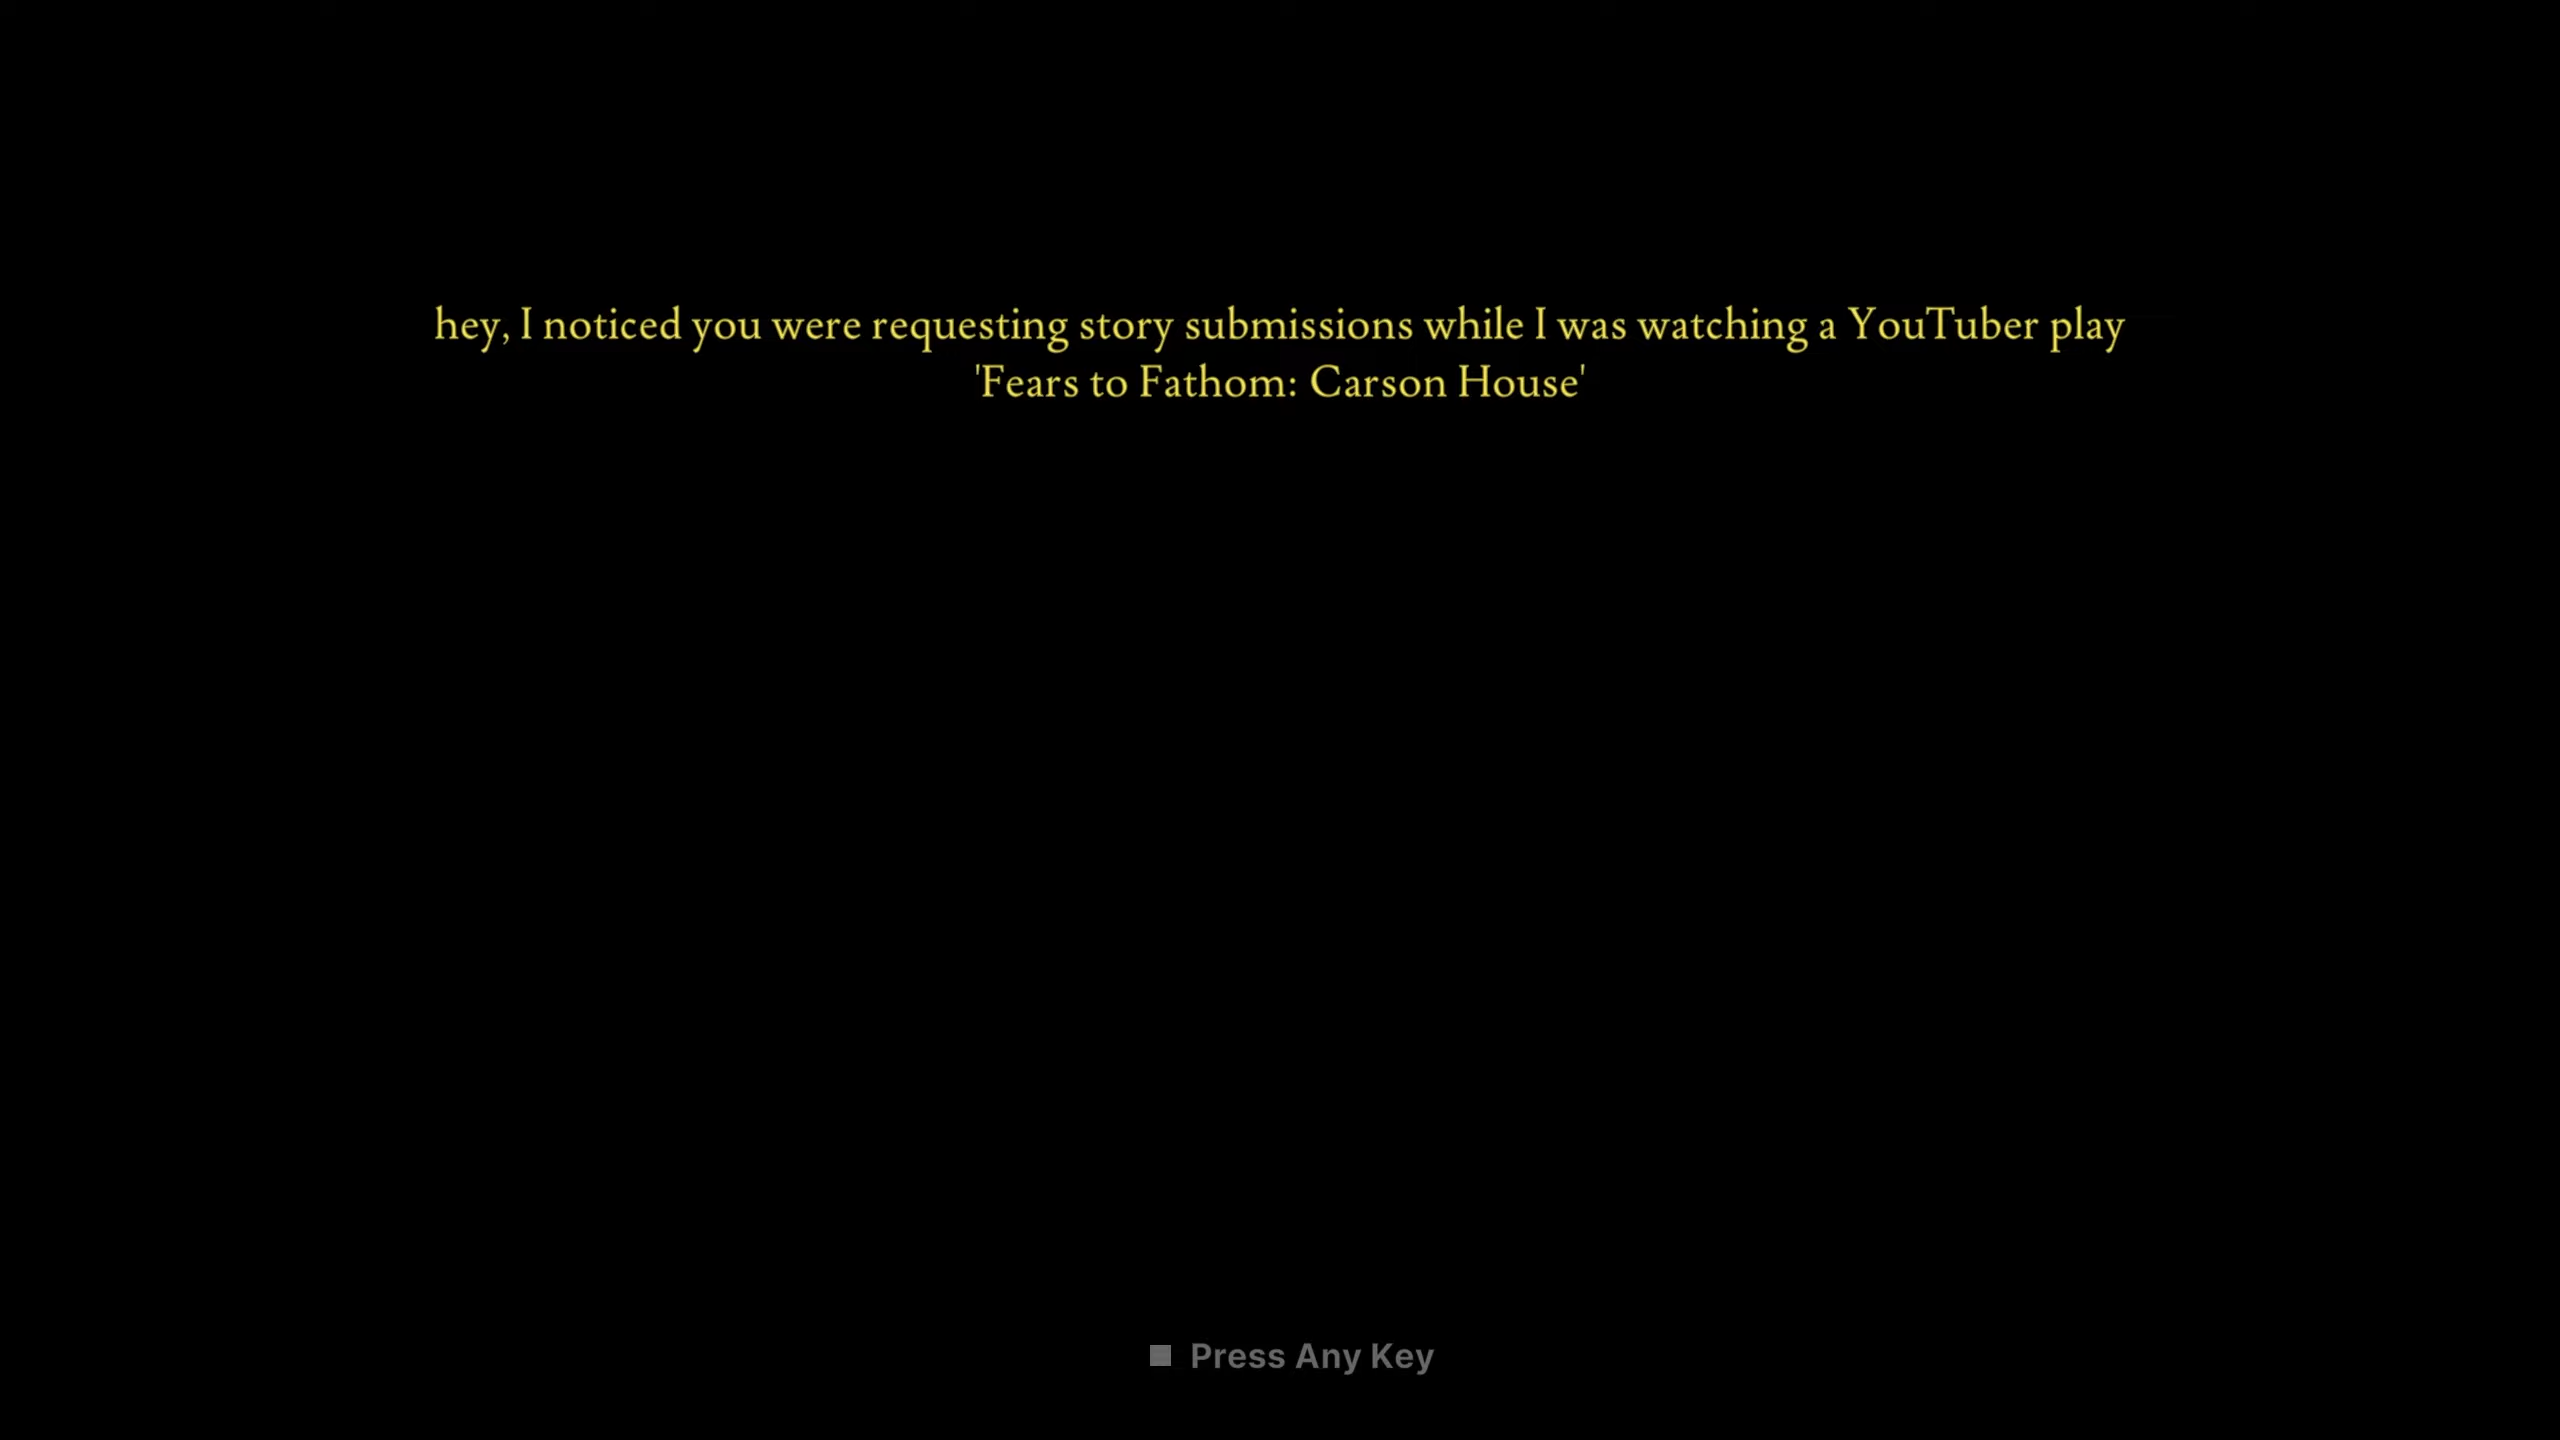 hey, I noticed you were requesting story submissions while I was watching a YouTuber play
'Fears to Fathom: Carson House'
Press Any Key